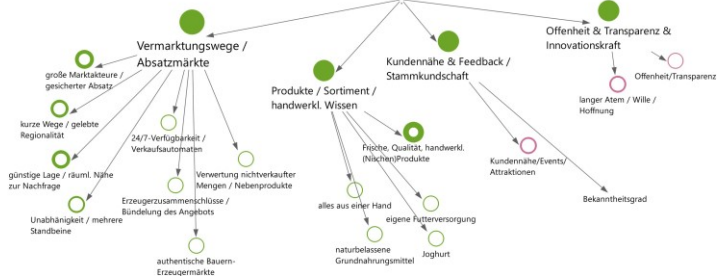 Vermarktungswege /
Absatzmärkte
große Marktakteure /
gesicherter Absatz
kurze Wege / gelebte
Regionalität
günstige Lage / räuml. Nähe
zur Nachfrage
Unabhänigkeit / mehrere
Standbeine
24/7-Verfügbarkeit /
Verkaufsautomaten
Erzeugerzusammenschlüsse /
Bündelung des Angebots
authentische Bauern-
Erzeugermärkte
Verwertung nichtverkaufter
Mengen / Nebenprodukte
Produkte / Sortiment /
handwerkl. Wissen
Frische, Qualität, handwerkl.
(Nischen)Produkte
alles aus einer Hand
eigene Futterversorgung
naturbelassene
Grundnahrungsmittel
Joghurt
Kundennähe & Feedback /
Stammkundschaft
Kundennähe/Events/
Attraktionen
Bekanntheitsgrad
Offenheit & Transparenz &
Innovationskraft
Offenheit/Transparenz
langer Atem / Wille /
Hoffnung